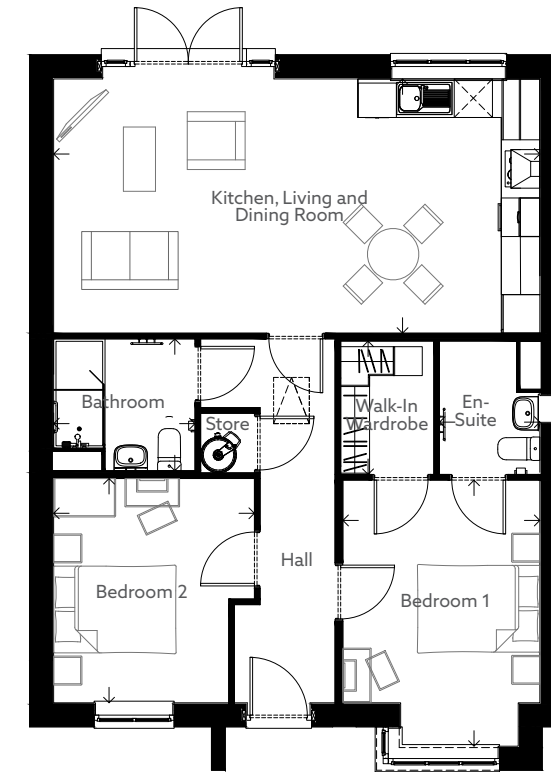 Kitchen, Living and
Dining Room
Bathroom
Store
Walk-In
Wardrobe
En-
Suite
Hall
Bedroom 2
Bedroom 1